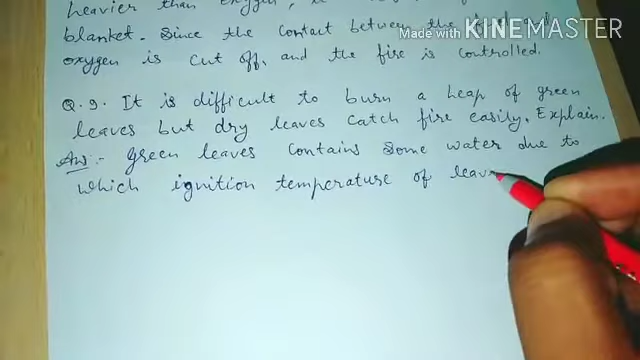 heavier than oxygen,
blanket. Since the contact between the fuel and
oxygen is cut off, and the fire is controlled.
Made with KINEMASTER
Q.9. It is difficult to burn a heap of green
leaves but dry leaves catch fire easily. Explain.
Ans:- Green leaves contains some water due to
which ignition temperature of leav